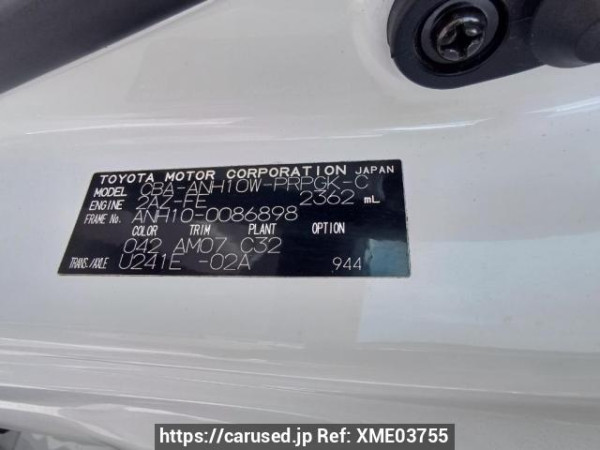 TOYOTA MOTOR CORPORATION JAPAN
MODEL CBA-ANH10W-PRPGK-C
ENGINE 2AZ-FE 2362 mL
FRAME No. ANH10-0086898
COLOR TRIM PLANT OPTION
042 AM07 C32
TRANS./AXLE U241E -02A 944
https://carused.jp Ref: XME03755